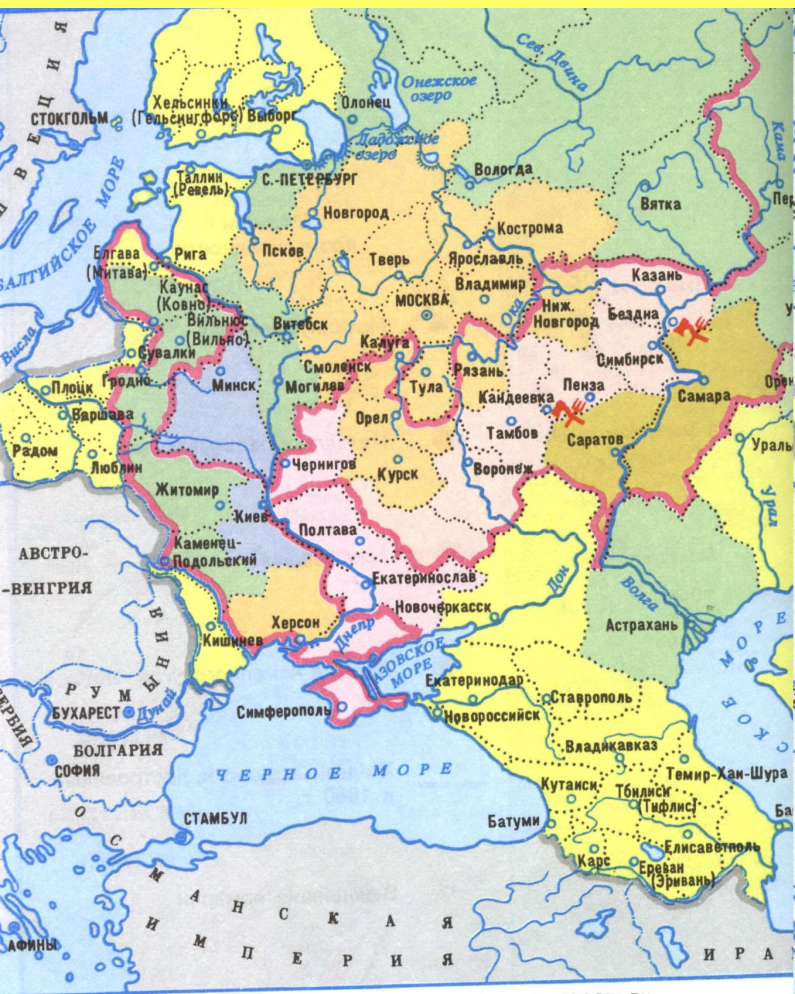 ШВЕЦИЯ
СТОКГОЛЬМ
БАЛТИЙСКОЕ МОРЕ
Хельсинки
(Гельсингфорс)
Выборг
Олонец
Онежское
озеро
Ладожское
озеро
Сев. Двина
Кама
Таллин
(Ревель)
С.-ПЕТЕРБУРГ
Вологда
Вятка
Новгород
Псков
Кострома
Тверь
Ярославль
Елгава
(Митава)
Рига
Каунас
(Ковно)
Вильнюс
(Вильно)
Витебск
МОСКВА
Владимир
Ока
Ниж.
Новгород
Казань
Бездна
Симбирск
Висла
Сувалки
Гродно
Минск
Смоленск
Могилев
Калуга
Тула
Рязань
Кандеевка
Пенза
Самара
Плоцк
Варшава
Радом
Люблин
Орел
Тамбов
Саратов
Чернигов
Курск
Воронеж
Ураль
Урал
Житомир
Киев
Полтава
АВСТРО-
-ВЕНГРИЯ
Каменец-
Подольский
Екатеринослав
Дон
Волга
Новочеркасск
Астрахань
Херсон
Днепр
Кишинев
АЗОВСКОЕ
МОРЕ
РУМЫНИЯ
БУХАРЕСТ
Дунай
Симферополь
Екатеринодар
Новороссийск
Ставрополь
БОЛГАРИЯ
СОФИЯ
Владикавказ
Темир-Хан-Шура
ЧЕРНОЕ МОРЕ
Кутаиси
Тбилиси
(Тифлис)
СТАМБУЛ
Батуми
Елисаветполь
Карс
Ереван
(Эривань)
ОСМАНСКАЯ
ИМПЕРИЯ
АФИНЫ
ИРА